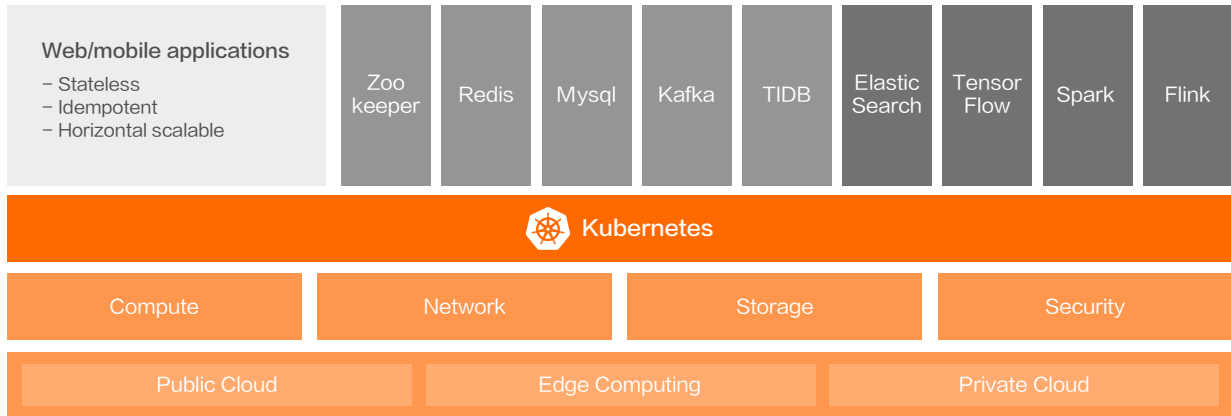 Web/mobile applications
– Stateless
– Idempotent
– Horizontal scalable
Zoo
keeper
Redis
Mysql
Kafka
TIDB
Elastic
Search
Tensor
Flow
Spark
Flink
Kubernetes
Compute
Network
Storage
Security
Public Cloud
Edge Computing
Private Cloud